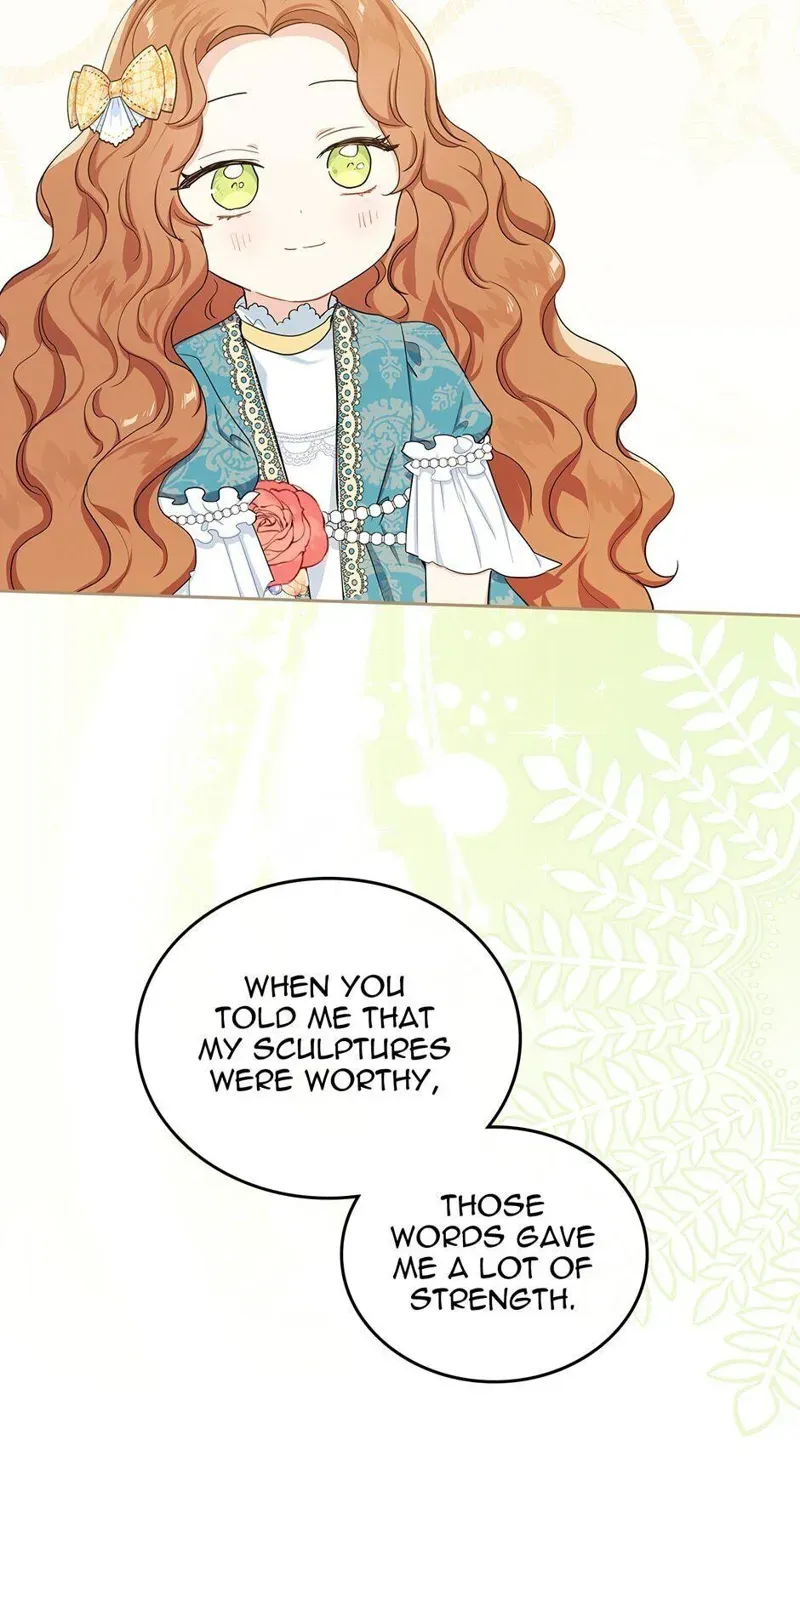 WHEN YOU
TOLD ME THAT
MY SCULPTURES
WERE WORTHY,
THOSE
WORDS GAVE
ME A LOT OF
STRENGTH.